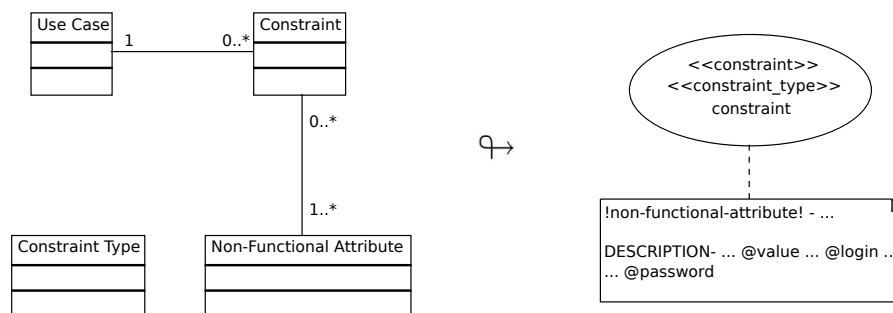 Use Case
Constraint
1
0..*
0..*
1..*
Constraint Type
Non-Functional Attribute
<<constraint>>
<<constraint_type>>
constraint
!non-functional-attribute! - ...
DESCRIPTION- ... @value ... @login ...
... @password